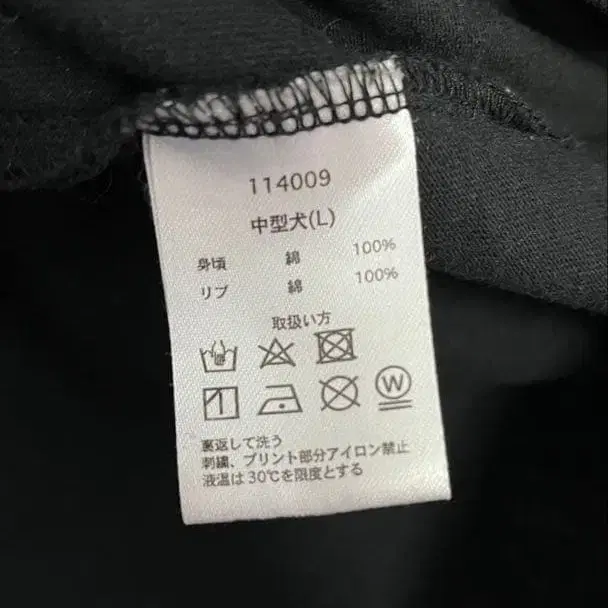 114009
中型犬(L)
身頃 綿 100%
リブ 綿 100%
取扱い方
W
裏返して洗う
刺繍、プリント部分アイロン禁止
液温は30℃を限度とする